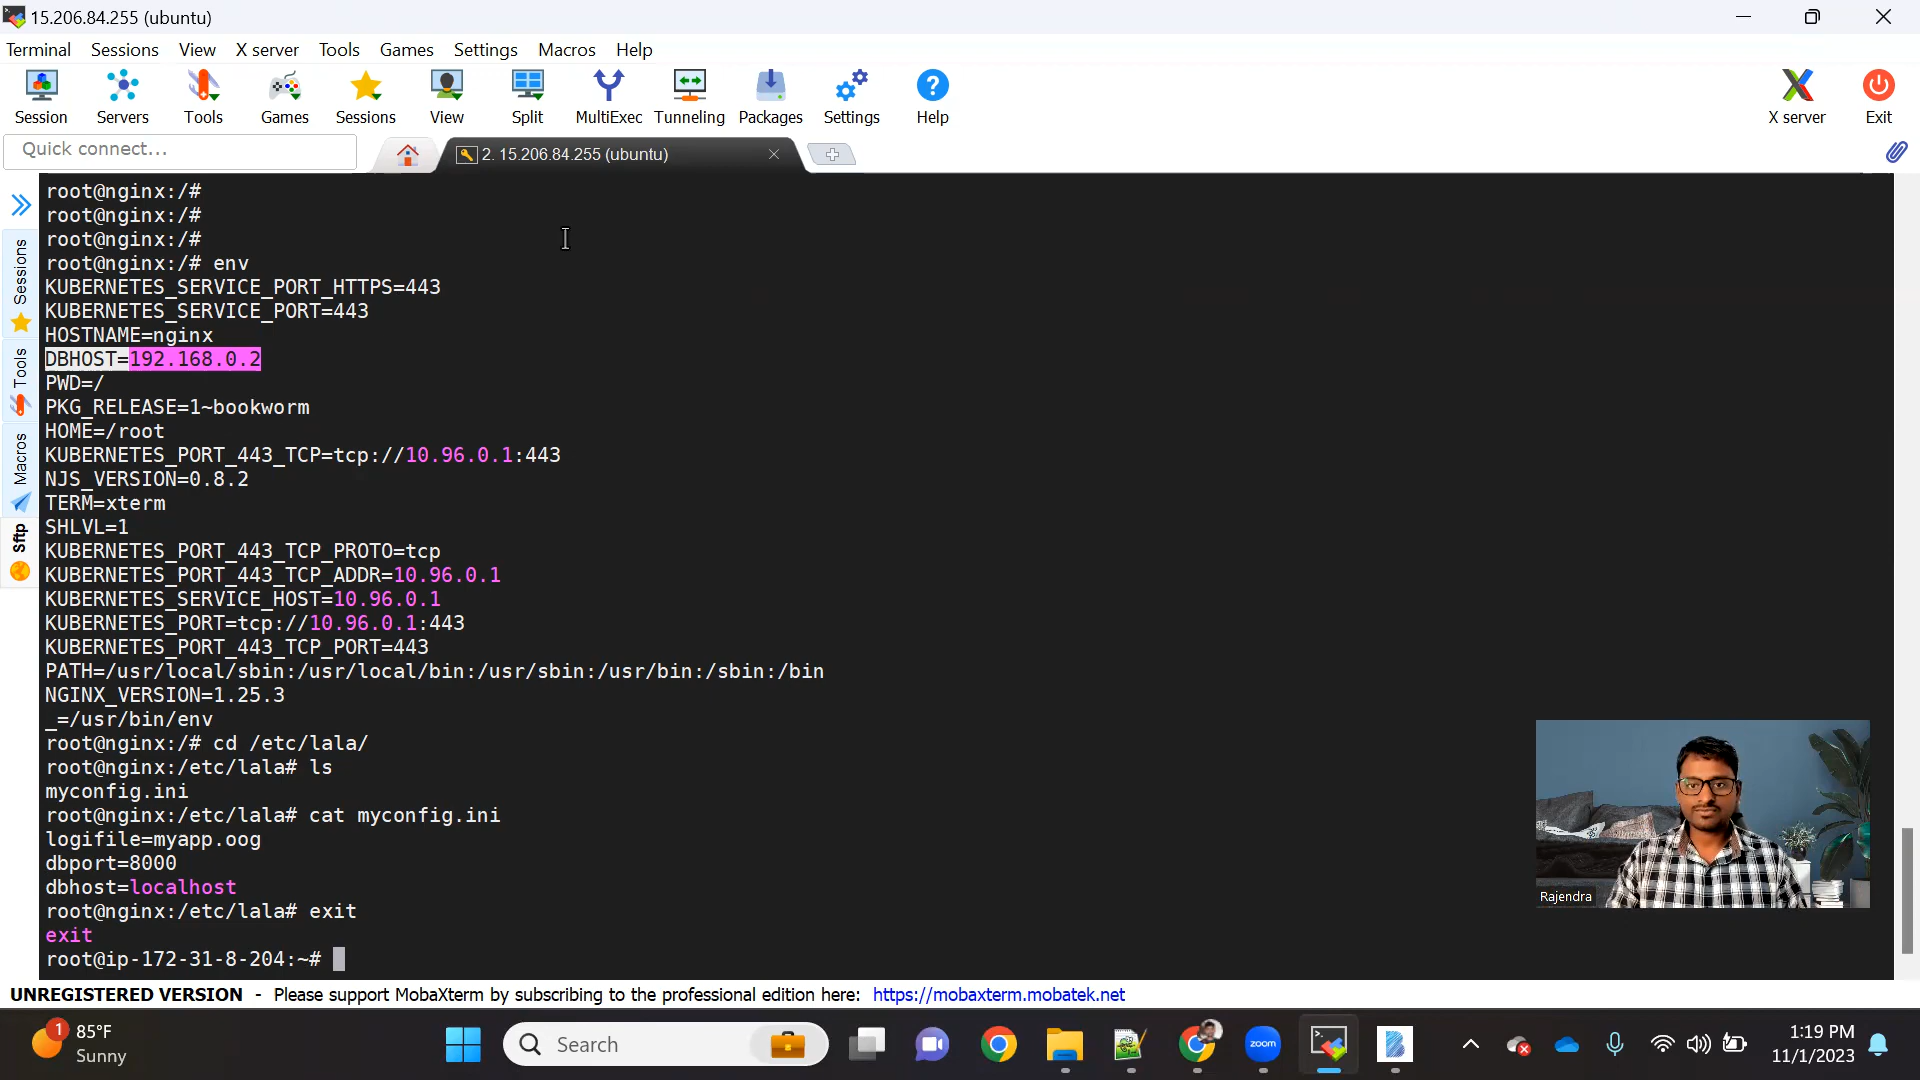 15.206.84.255 (ubuntu)
Terminal Sessions View X server Tools Games Settings Macros Help
Session Servers Tools Games Sessions View Split MultiExec Tunneling Packages Settings Help X server Exit
Quick connect...
2. 15.206.84.255 (ubuntu)
Sessions
Tools
Macros
Sftp
root@nginx:/#
root@nginx:/#
root@nginx:/#
root@nginx:/# env
KUBERNETES_SERVICE_PORT_HTTPS=443
KUBERNETES_SERVICE_PORT=443
HOSTNAME=nginx
DBHOST=192.168.0.2
PWD=/
PKG_RELEASE=1~bookworm
HOME=/root
KUBERNETES_PORT_443_TCP=tcp://10.96.0.1:443
NJS_VERSION=0.8.2
TERM=xterm
SHLVL=1
KUBERNETES_PORT_443_TCP_PROTO=tcp
KUBERNETES_PORT_443_TCP_ADDR=10.96.0.1
KUBERNETES_SERVICE_HOST=10.96.0.1
KUBERNETES_PORT=tcp://10.96.0.1:443
KUBERNETES_PORT_443_TCP_PORT=443
PATH=/usr/local/sbin:/usr/local/bin:/usr/sbin:/usr/bin:/sbin:/bin
NGINX_VERSION=1.25.3
_=/usr/bin/env
root@nginx:/# cd /etc/lala/
root@nginx:/etc/lala# ls
myconfig.ini
root@nginx:/etc/lala# cat myconfig.ini
logifile=myapp.oog
dbport=8000
dbhost=localhost
root@nginx:/etc/lala# exit
exit
root@ip-172-31-8-204:~#
Rajendra
UNREGISTERED VERSION - Please support MobaXterm by subscribing to the professional edition here: https://mobaxterm.mobatek.net
1
85°F
Sunny
Search
zoom
1:19 PM
11/1/2023